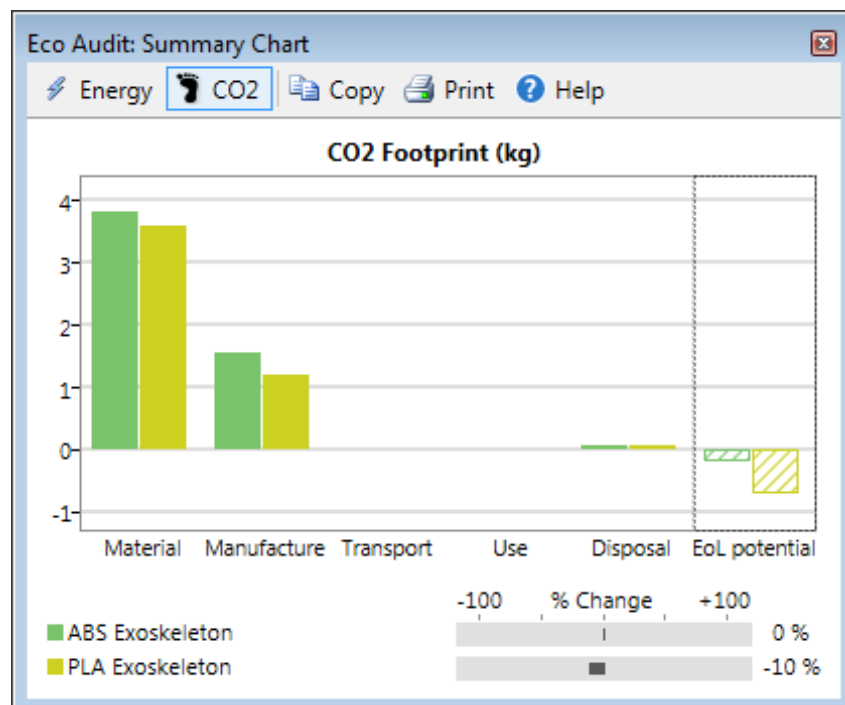 Eco Audit: Summary Chart
Energy CO2 Copy Print Help
CO2 Footprint (kg)
4
3
2
1
0
-1
Material Manufacture Transport Use Disposal EoL potential
-100 % Change +100
ABS Exoskeleton 0 %
PLA Exoskeleton -10 %